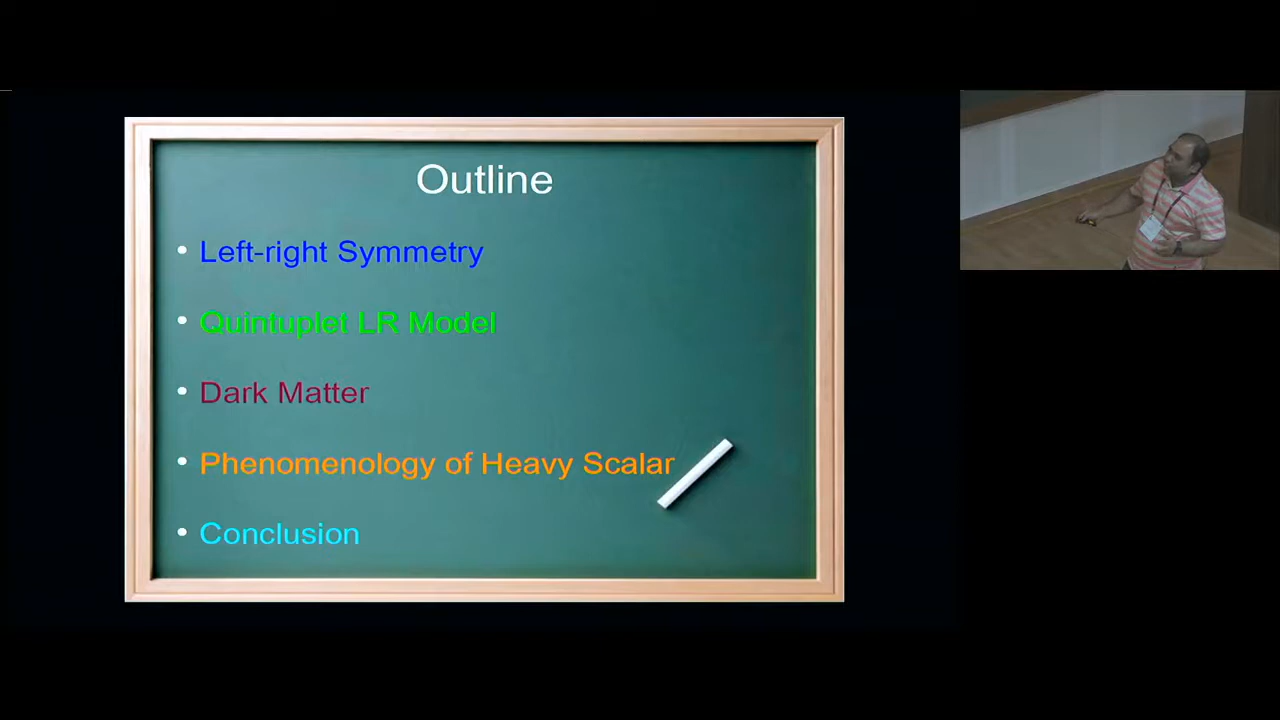 Outline
• Left-right Symmetry
• Quintuplet LR Model
• Dark Matter
• Phenomenology of Heavy Scalar
• Conclusion